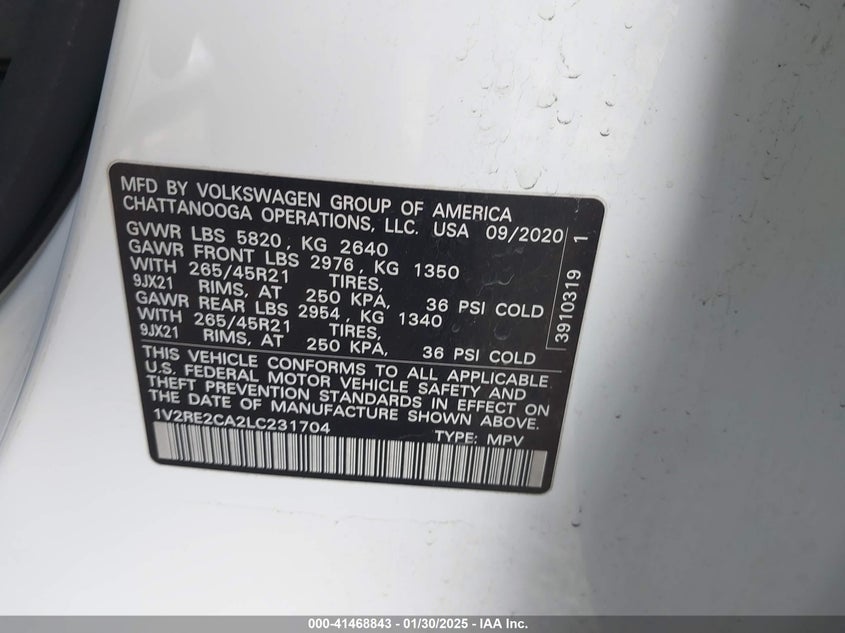 MFD BY VOLKSWAGEN GROUP OF AMERICA
CHATTANOOGA OPERATIONS, LLC. USA 09/2020
GVWR LBS 5820, KG 2640
GAWR FRONT LBS 2976, KG 1350
WITH 265/45R21 TIRES,
9JX21 RIMS, AT 250 KPA, 36 PSI COLD
GAWR REAR LBS 2954, KG 1340
WITH 265/45R21 TIRES,
9JX21 RIMS, AT 250 KPA, 36 PSI COLD
THIS VEHICLE CONFORMS TO ALL APPLICABLE
U.S. FEDERAL MOTOR VEHICLE SAFETY AND
THEFT PREVENTION STANDARDS IN EFFECT ON
THE DATE OF MANUFACTURE SHOWN ABOVE.
1V2RE2CA2LC231704 TYPE: MPV
3910319 1
000-41468843 / 01/30/2025 / IAA Inc.